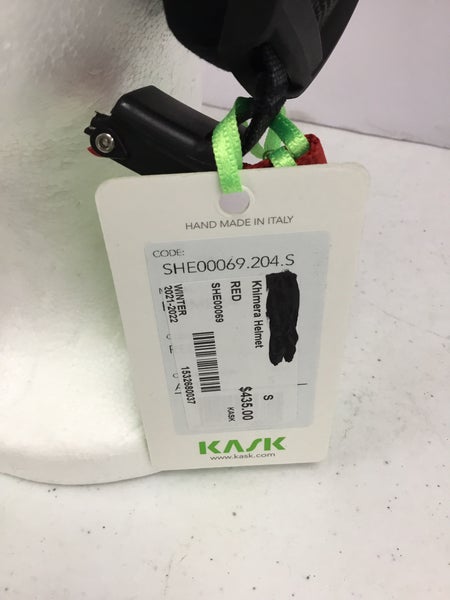 HAND MADE IN ITALY
CODE:
SHE00069.204.S
Khimera Helmet
RED
S
$435.00
KASK
SHE00069
1532680037
WINTER
2021-2022
KASK
www.kask.com